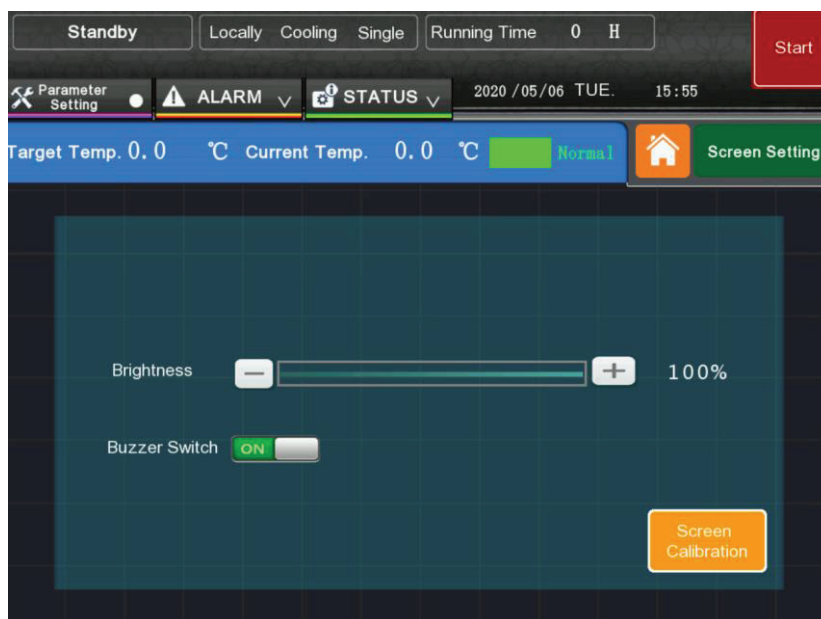 Standby Locally Cooling Single Running Time 0 H Start
Parameter Setting ALARM STATUS 2020 /05/06 TUE. 15:55
Target Temp. 0.0 ℃ Current Temp. 0.0 ℃ Normal Screen Setting
Brightness 100%
Buzzer Switch ON
Screen
Calibration